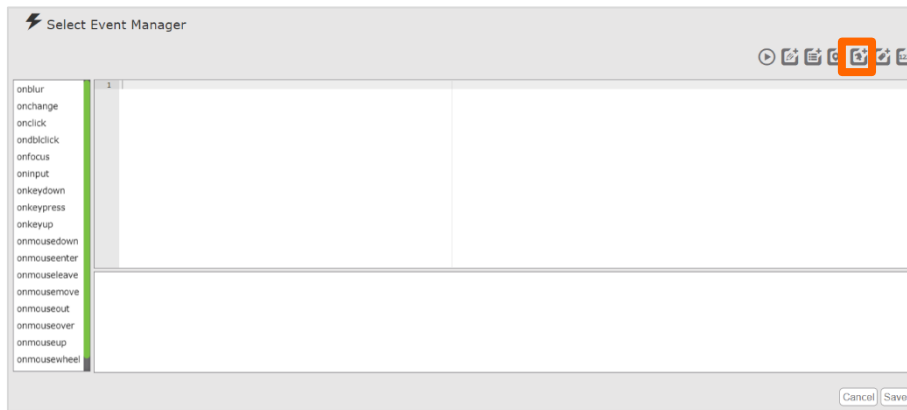 Select Event Manager
onblur
onchange
onclick
ondblclick
onfocus
oninput
onkeydown
onkeypress
onkeyup
onmousedown
onmouseenter
onmouseleave
onmousemove
onmouseout
onmouseover
onmouseup
onmousewheel
1
Cancel Save